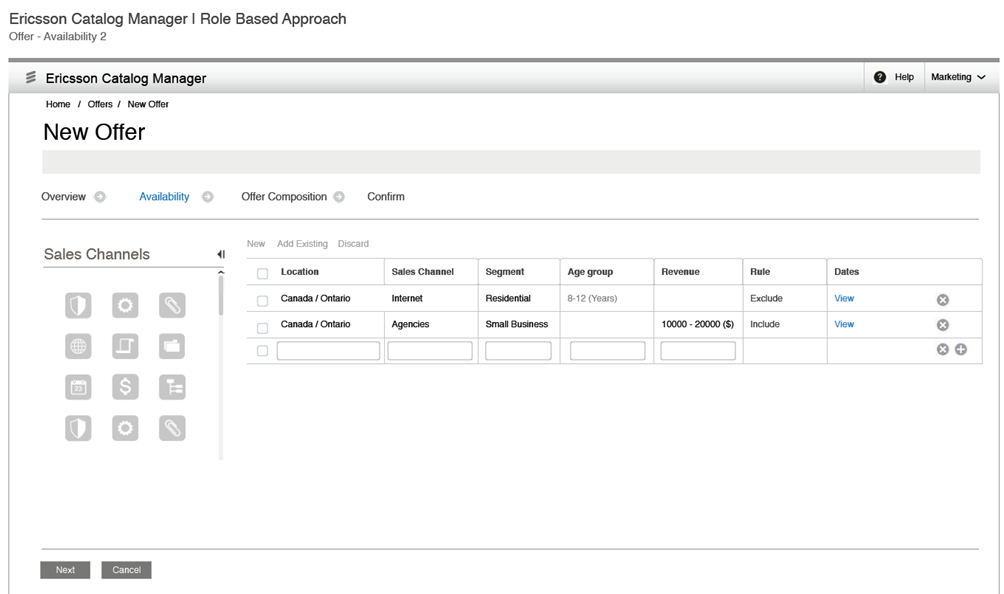 Ericsson Catalog Manager | Role Based Approach
Offer - Availability 2
Ericsson Catalog Manager
Help
Marketing
Home / Offers / New Offer
New Offer
Overview Availability Offer Composition Confirm
Sales Channels
New Add Existing Discard
Location Sales Channel Segment Age group Revenue Rule Dates
Canada / Ontario Internet Residential 8-12 (Years) Exclude View
Canada / Ontario Agencies Small Business 10000 - 20000 ($) Include View
23
Next Cancel